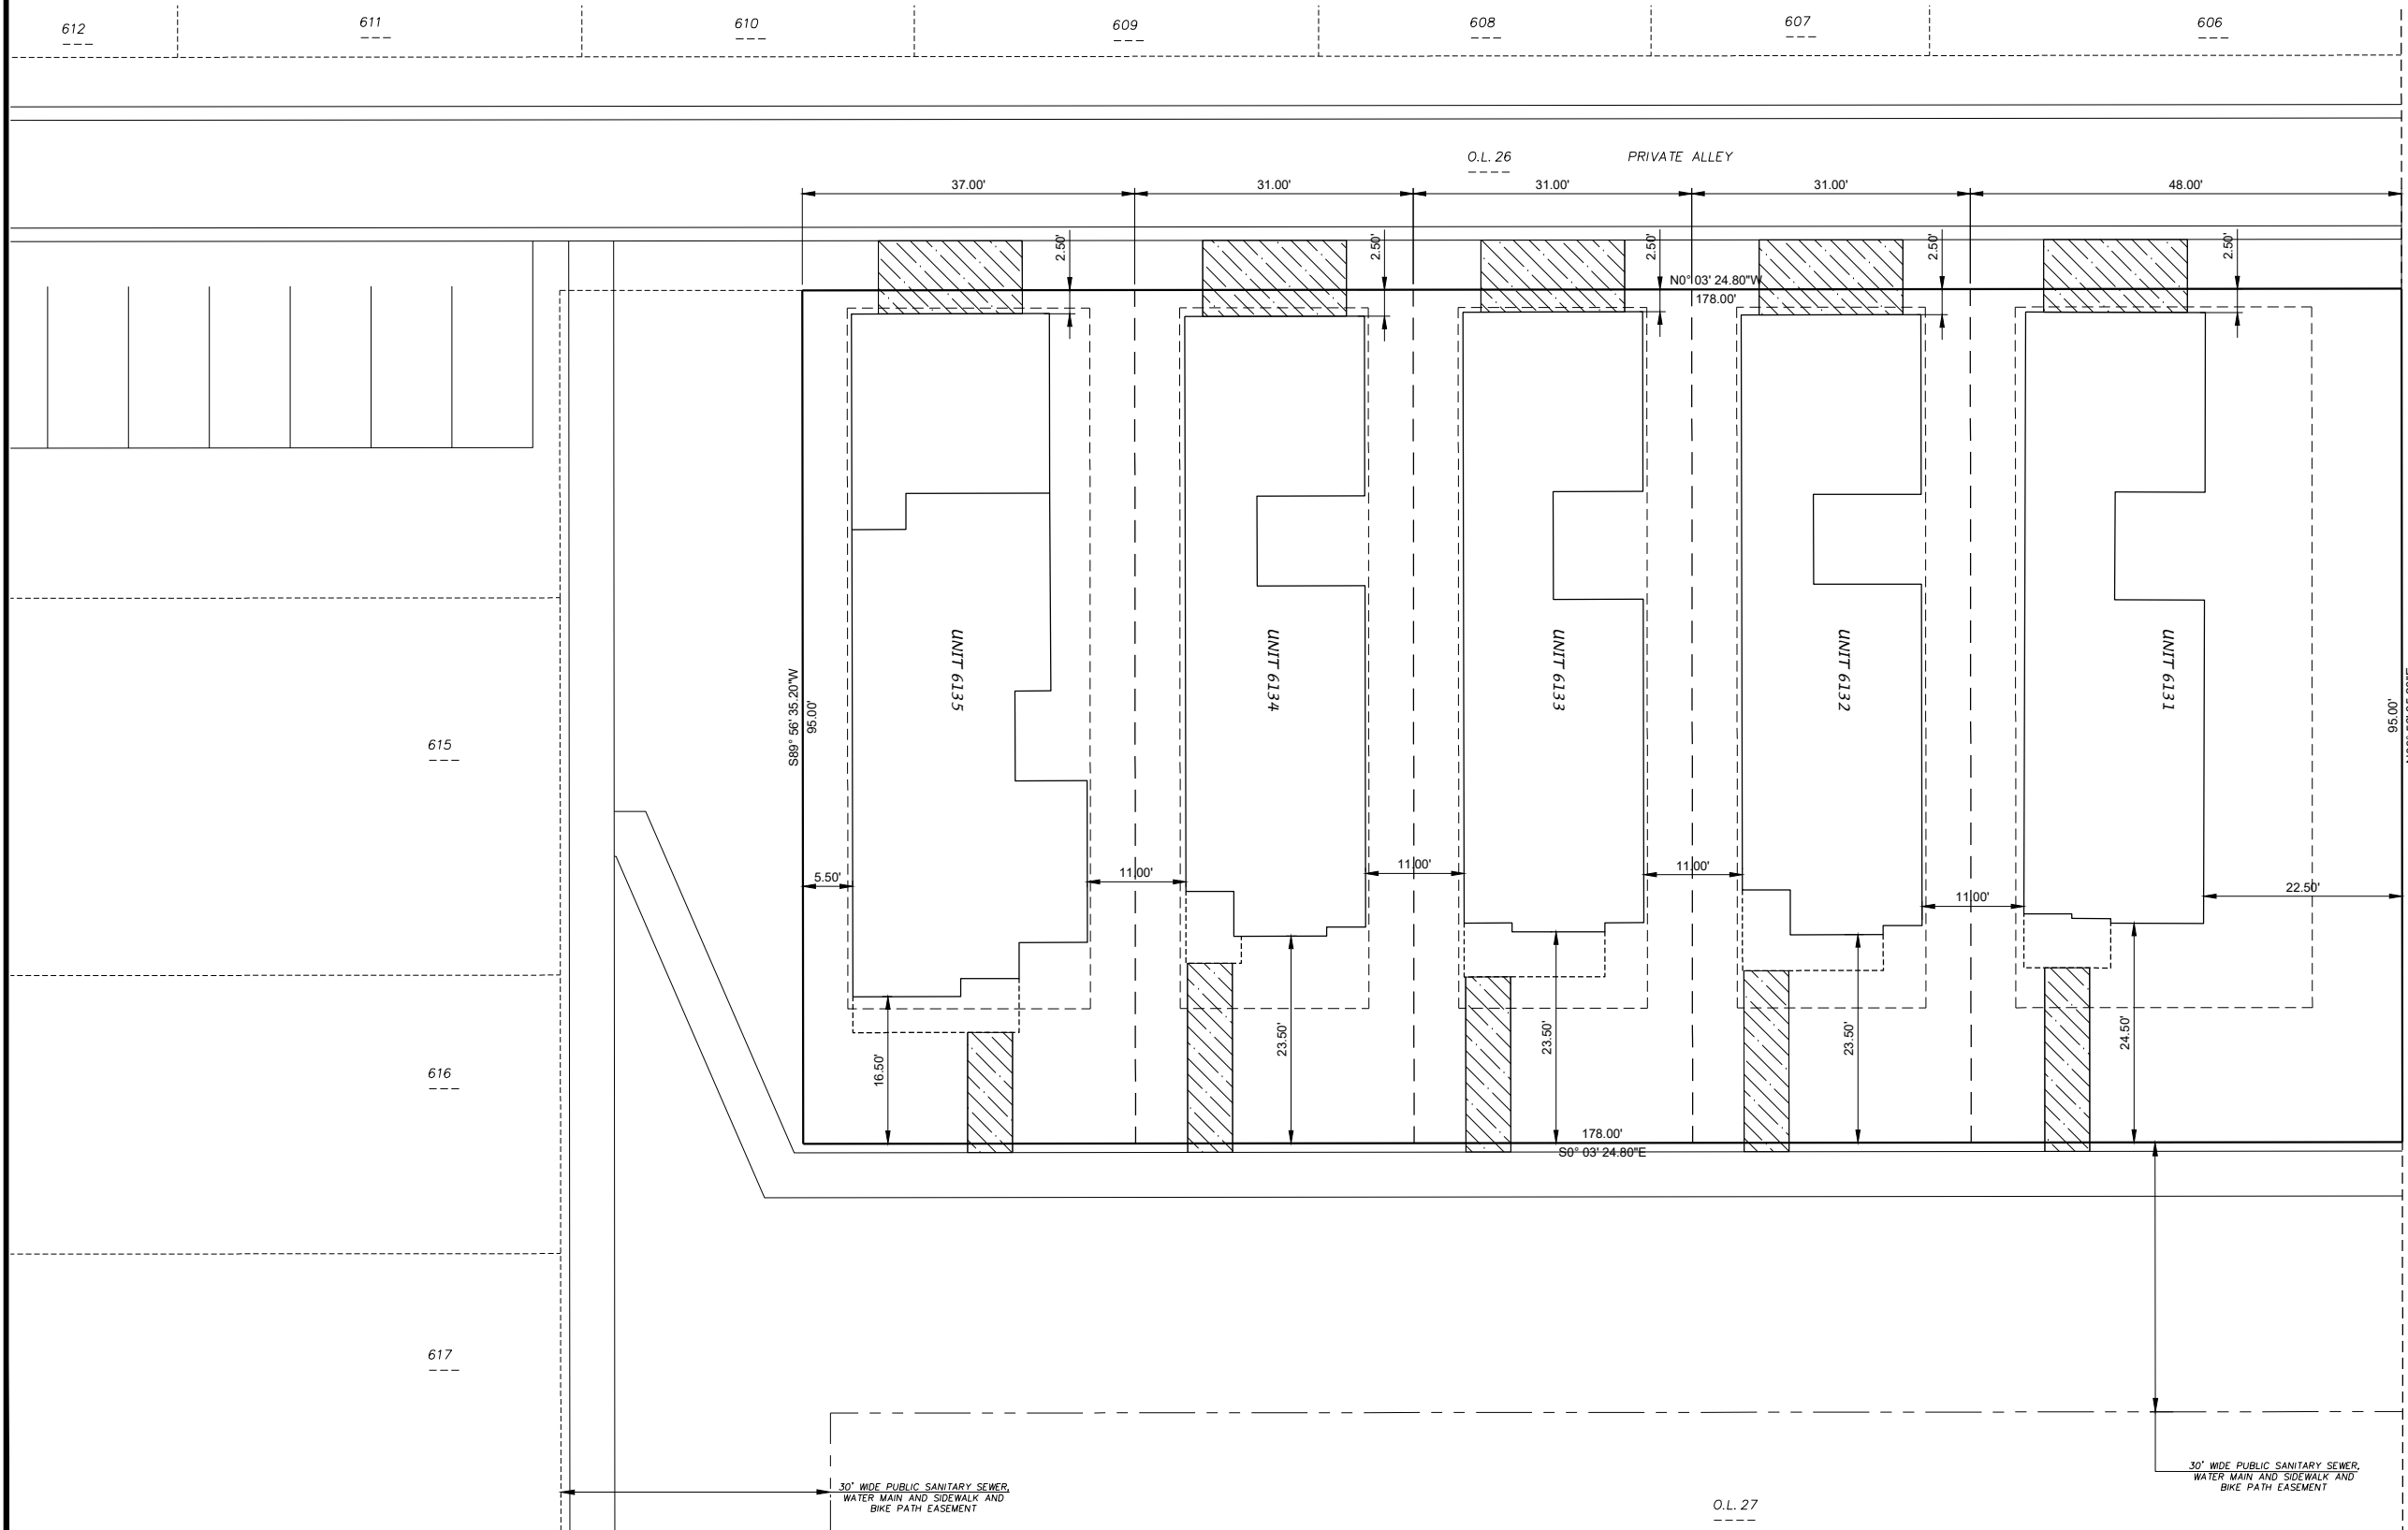 612
611
610
609
608
607
606
O.L. 26
PRIVATE ALLEY
37.00'
31.00'
31.00'
31.00'
48.00'
2.50'
2.50'
2.50'
2.50'
2.50'
N0° 03' 24.80"W
178.00'
UNIT 6135
UNIT 6134
UNIT 6133
UNIT 6132
UNIT 6131
S89° 56' 35.20"W
95.00'
95.00'
615
5.50'
11.00'
11.00'
11.00'
11.00'
22.50'
16.50'
23.50'
23.50'
23.50'
24.50'
616
178.00'
S0° 03' 24.80"E
617
30' WIDE PUBLIC SANITARY SEWER,
WATER MAIN AND SIDEWALK AND
BIKE PATH EASEMENT
30' WIDE PUBLIC SANITARY SEWER,
WATER MAIN AND SIDEWALK AND
BIKE PATH EASEMENT
O.L. 27